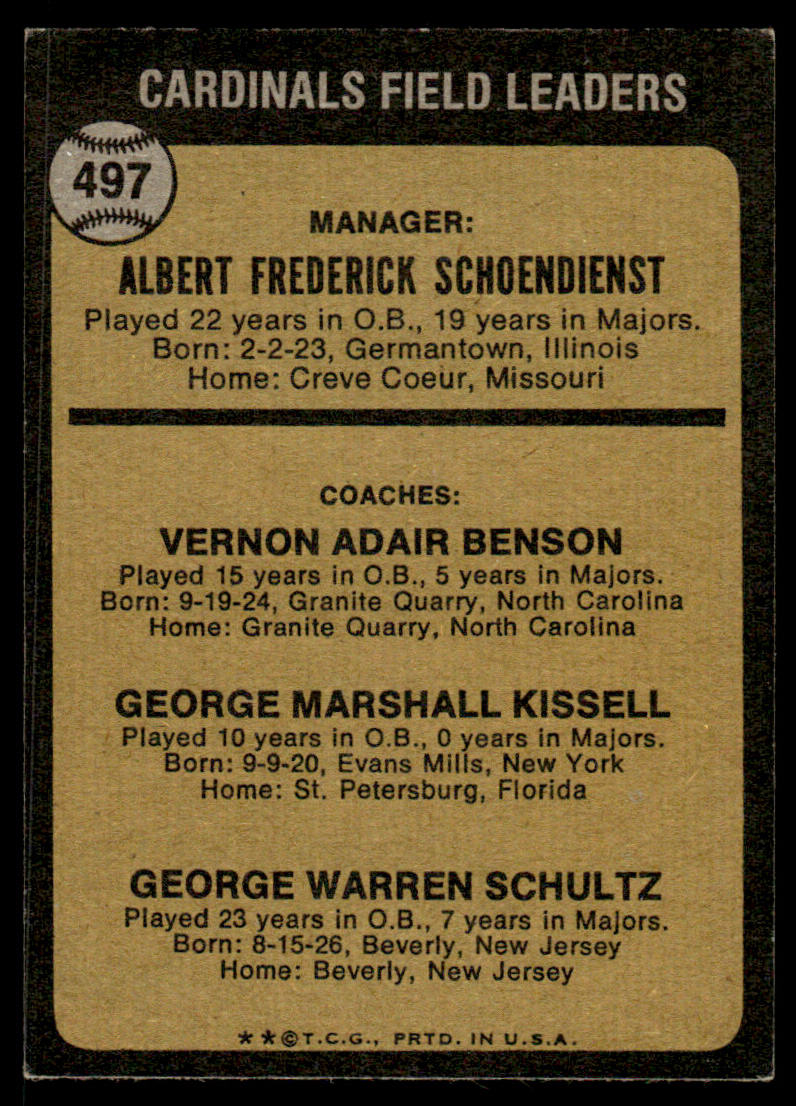 CARDINALS FIELD LEADERS
497
MANAGER:
ALBERT FREDERICK SCHOENDIENST
Played 22 years in O.B., 19 years in Majors.
Born: 2-2-23, Germantown, Illinois
Home: Creve Coeur, Missouri
COACHES:
VERNON ADAIR BENSON
Played 15 years in O.B., 5 years in Majors.
Born: 9-19-24, Granite Quarry, North Carolina
Home: Granite Quarry, North Carolina
GEORGE MARSHALL KISSELL
Played 10 years in O.B., 0 years in Majors.
Born: 9-9-20, Evans Mills, New York
Home: St. Petersburg, Florida
GEORGE WARREN SCHULTZ
Played 23 years in O.B., 7 years in Majors.
Born: 8-15-26, Beverly, New Jersey
Home: Beverly, New Jersey
* * © T.C.G., PRTD. IN U.S.A.